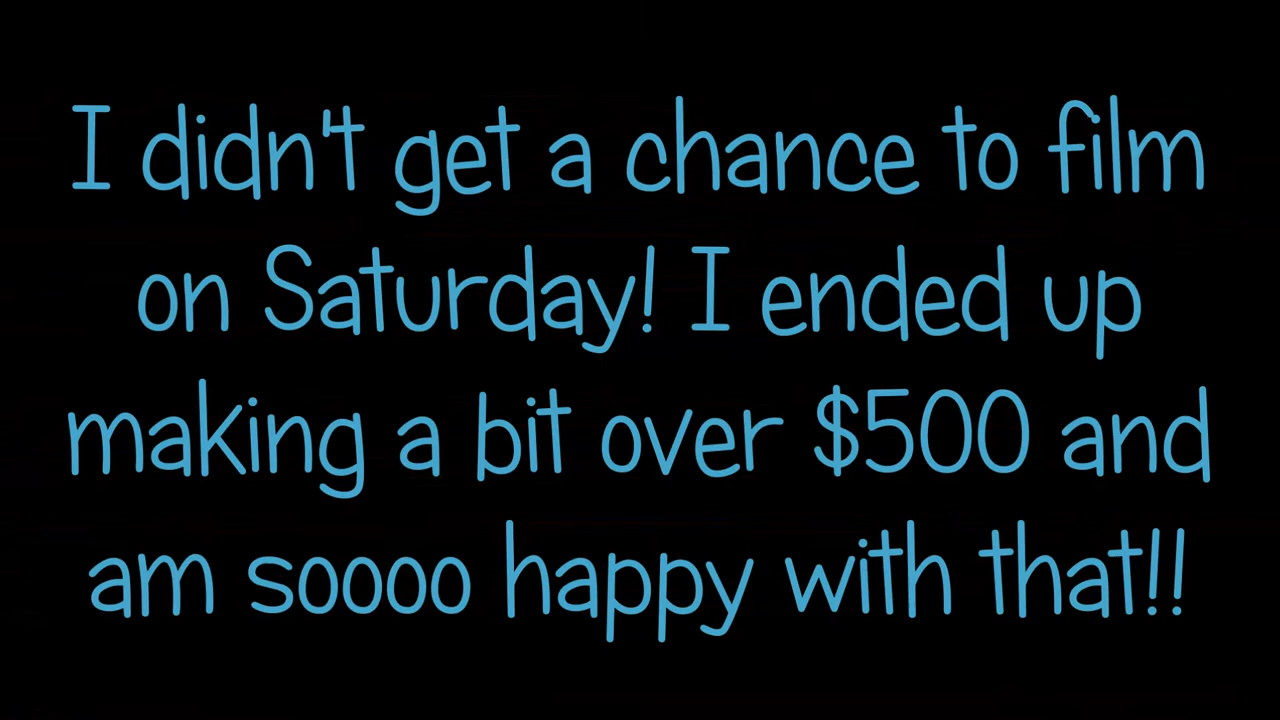 I didn't get a chance to film
on Saturday! I ended up
making a bit over $500 and
am soooo happy with that!!